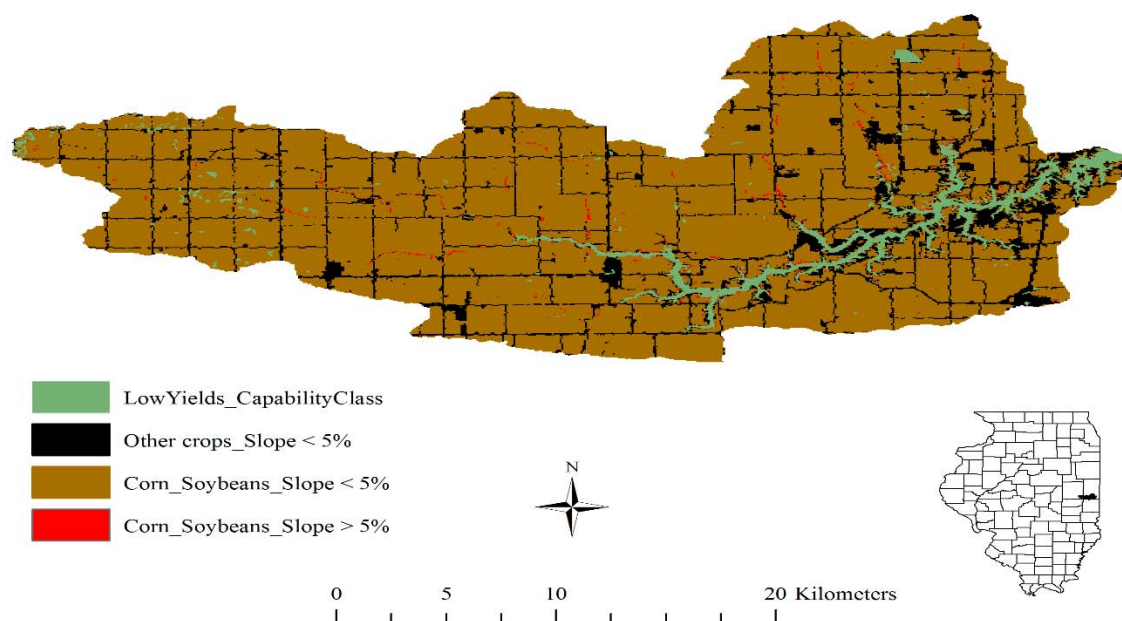 LowYields_CapabilityClass
Other crops_Slope < 5%
Corn_Soybeans_Slope < 5%
Corn_Soybeans_Slope > 5%
N
0 5 10 20 Kilometers